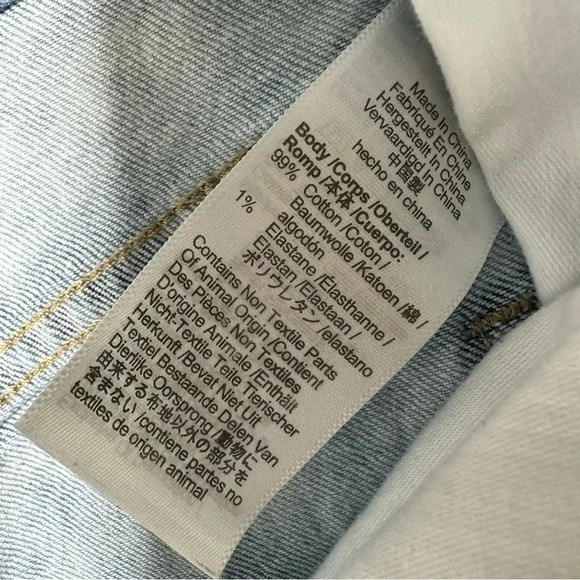 Made In China
Fabriqué En Chine
Hergestellt In China
Vervaardigd In China
中国製
hecho en china
Body /Corps /Oberteil /
Romp /本体 /Cuerpo:
99% Cotton /Coton /
Baumwolle /Katoen /綿 /
algodón
1% Elastane /Élasthanne /
Elastan /Elastaan /
ポリウレタン /elastano
Contains Non Textile Parts
Of Animal Origin /Contient
Des Pièces Non Textiles
D'origine Animale /Enthält
Nicht-Textile Teile Tierischer
Herkunft /Bevat Niet Uit
Textiel Bestaande Delen Van
Dierlijke Oorsprong /動物に
由来する布地以外の部分を
含まない /contiene partes no
textiles de origen animal